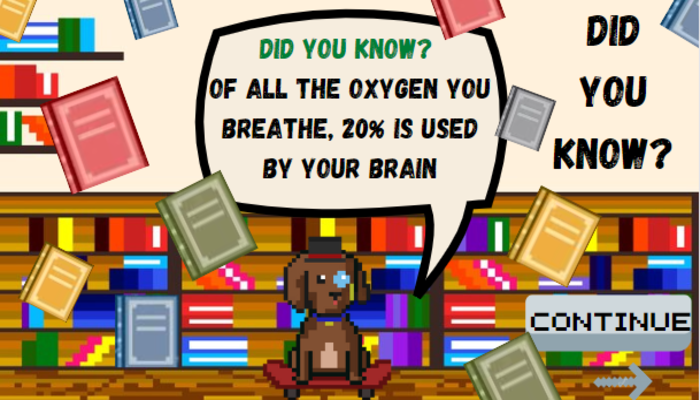 DID YOU KNOW?
OF ALL THE OXYGEN YOU
BREATHE, 20% IS USED
BY YOUR BRAIN
DID
YOU
KNOW?
CONTINUE